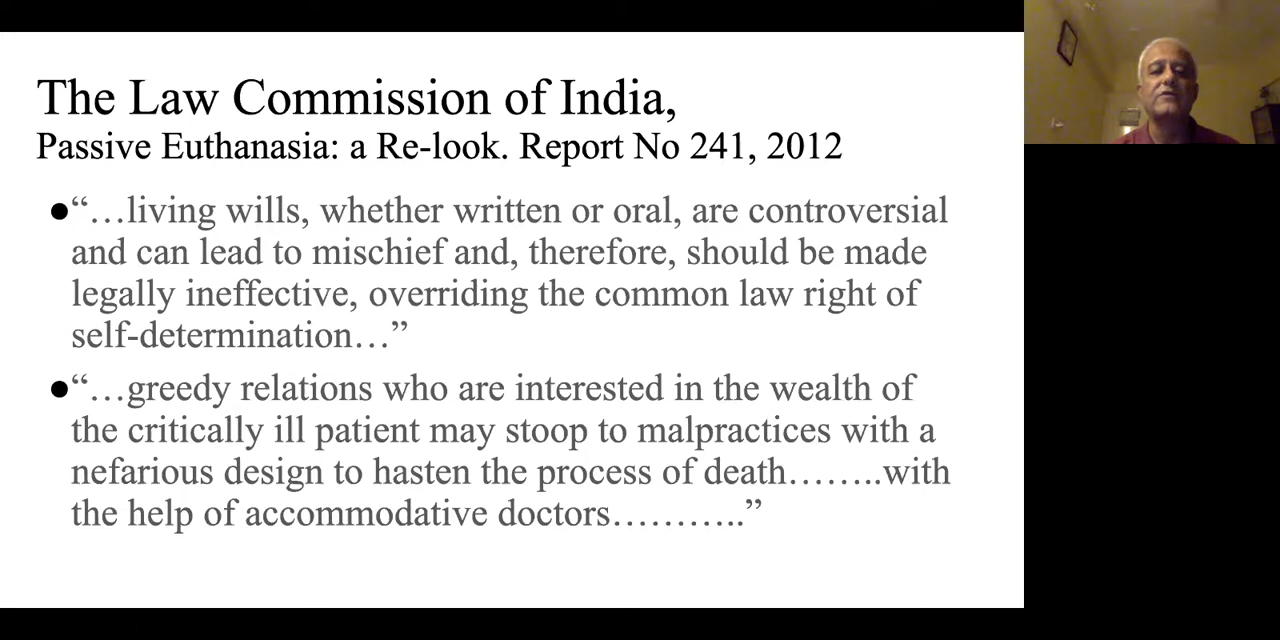 The Law Commission of India,
Passive Euthanasia: a Re-look. Report No 241, 2012
●“…living wills, whether written or oral, are controversial
and can lead to mischief and, therefore, should be made
legally ineffective, overriding the common law right of
self-determination…”
●“…greedy relations who are interested in the wealth of
the critically ill patient may stoop to malpractices with a
nefarious design to hasten the process of death……..with
the help of accommodative doctors………..”